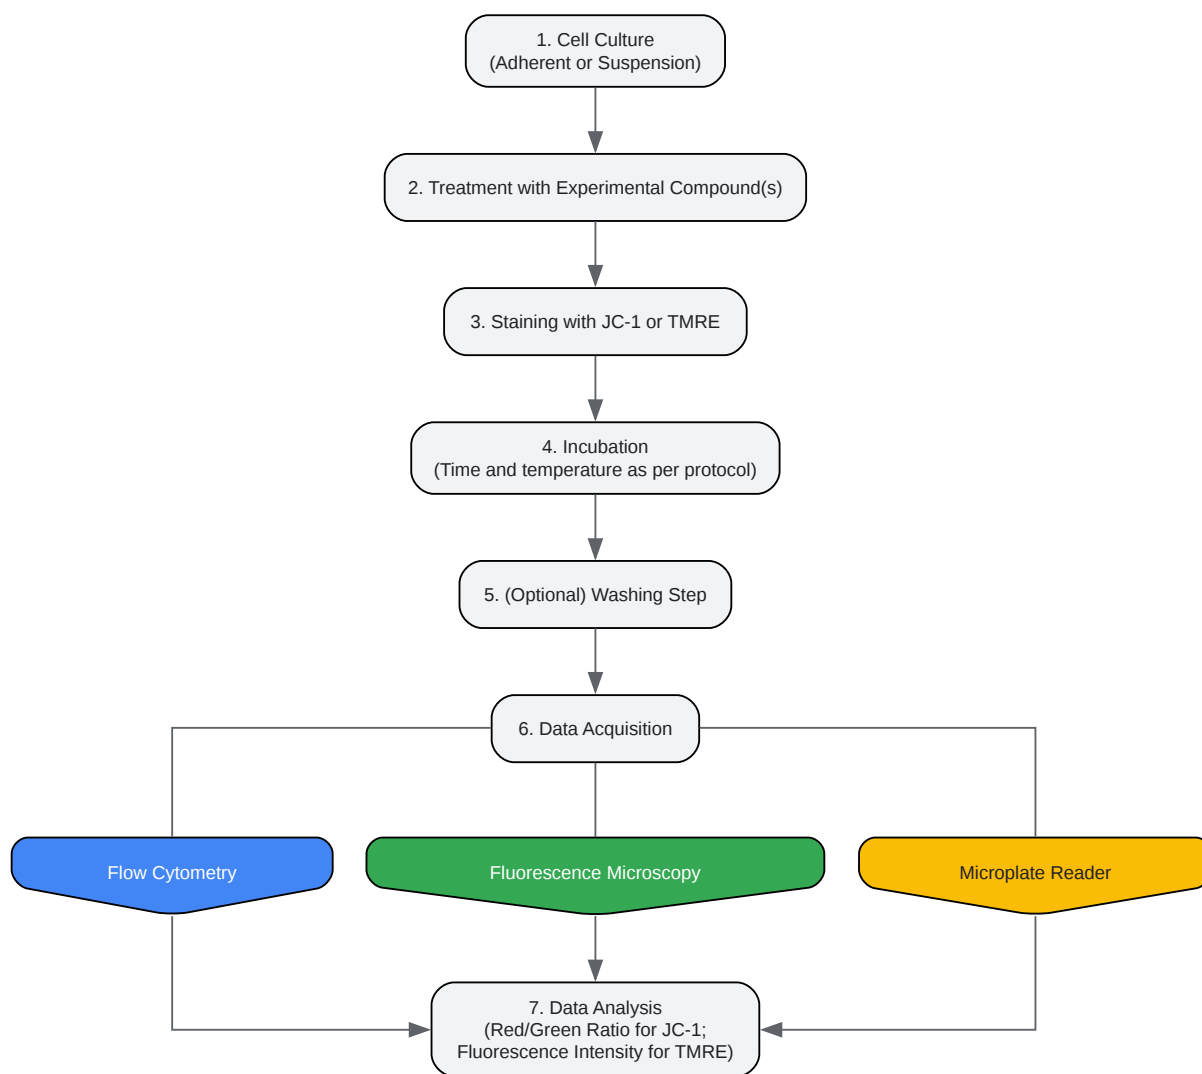 1. Cell Culture
(Adherent or Suspension)
2. Treatment with Experimental Compound(s)
3. Staining with JC-1 or TMRE
4. Incubation
(Time and temperature as per protocol)
5. (Optional) Washing Step
6. Data Acquisition
Flow Cytometry
Fluorescence Microscopy
Microplate Reader
7. Data Analysis
(Red/Green Ratio for JC-1;
Fluorescence Intensity for TMRE)